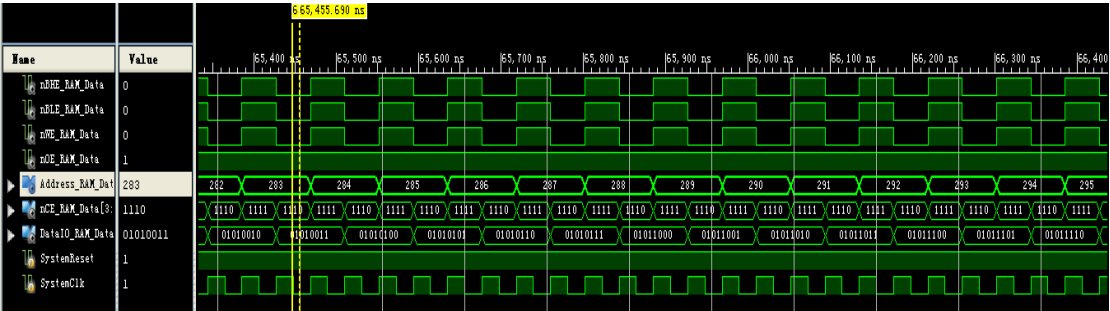 665,455.690 ns
Name Value 65,400 ns 65,500 ns 65,600 ns 65,700 ns 65,800 ns 65,900 ns 66,000 ns 66,100 ns 66,200 ns 66,300 ns 66,400
nBHE_RAM_Data 0
nBLE_RAM_Data 0
nWE_RAM_Data 0
nOE_RAM_Data 1
Address_RAM_Dat 283 282 283 284 285 286 287 288 289 290 291 292 293 294 295
nCE_RAM_Data[3: 1110 1110 1111 1110 1111 1110 1111 1110 1111 1110 1111 1110 1111 1110 1111 1110 1111 1110 1111 1110 1111 1110 1111 1110 1111 1110 1111
DataIO_RAM_Data 01010011 01010010 01010011 01010100 01010101 01010110 01010111 01011000 01011001 01011010 01011011 01011100 01011101 01011110
SystemReset 1
SystemClk 1